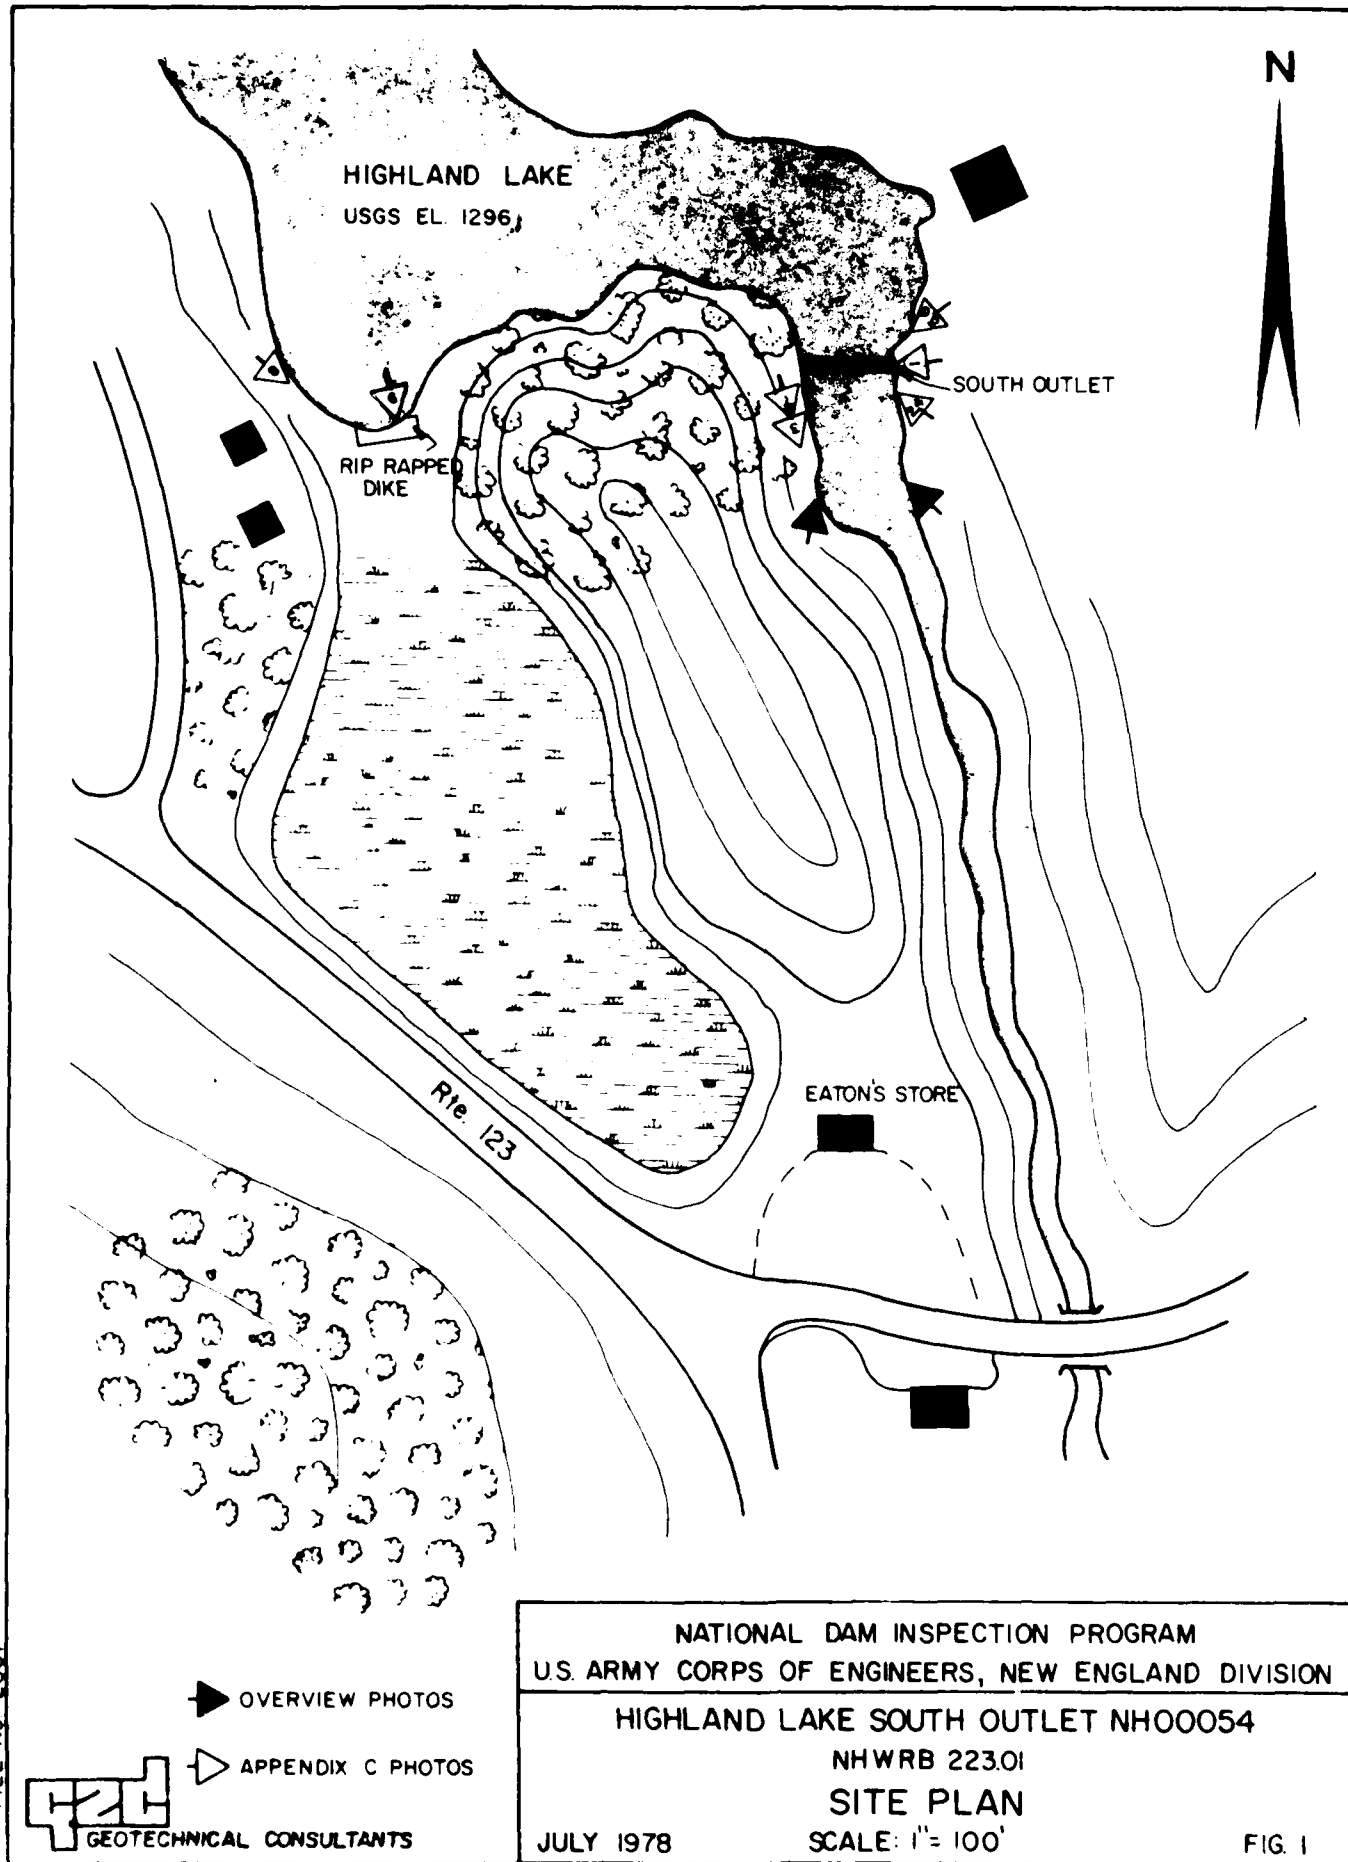 N
HIGHLAND LAKE
USGS EL. 1296
SOUTH OUTLET
RIP RAPPED
DIKE
EATON'S STORE
Rte. 123
OVERVIEW PHOTOS
APPENDIX C PHOTOS
GZD
GEOTECHNICAL CONSULTANTS
NATIONAL DAM INSPECTION PROGRAM
U.S. ARMY CORPS OF ENGINEERS, NEW ENGLAND DIVISION
HIGHLAND LAKE SOUTH OUTLET NH00054
NHWRB 223.01
SITE PLAN
JULY 1978
SCALE: 1"= 100'
FIG. 1